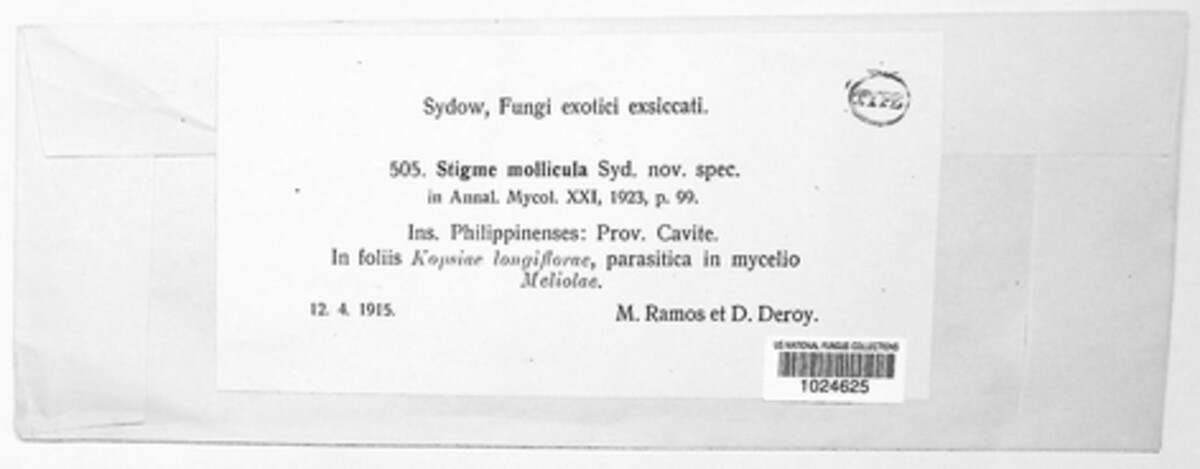 Sydow, Fungi exotici exsiccati.
TYPE
505. Stigme mollicula Syd. nov. spec.
in Annal. Mycol. XXI, 1923, p. 99.
Ins. Philippinenses: Prov. Cavite.
In foliis Kopsiae longiflorae, parasitica in mycelio
Meliolae.
12. 4. 1915.
M. Ramos et D. Deroy.
US NATIONAL FUNGUS COLLECTIONS
1024625